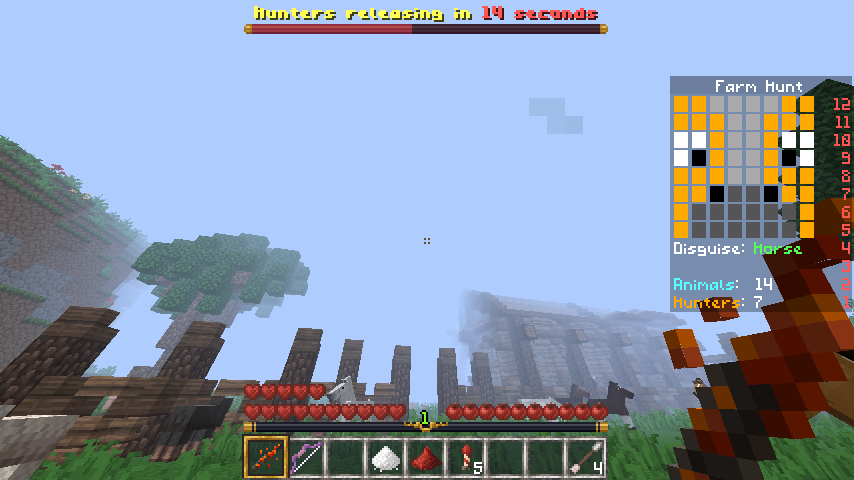 Hunters releasing in 14 seconds
Farm Hunt
12
11
10
9
8
7
6
5
Disguise: Horse 4
3
Animals: 14 2
Hunters: 7 1
1
5
4